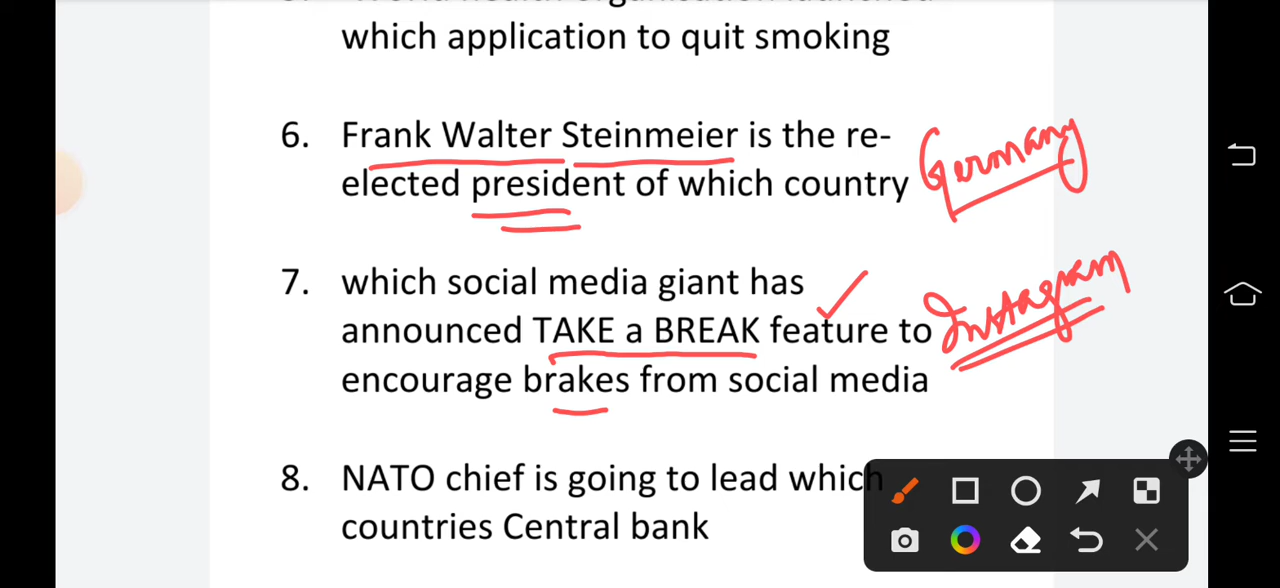 which application to quit smoking
6. Frank Walter Steinmeier is the re-
elected president of which country
Germany
7. which social media giant has
announced TAKE a BREAK feature to
encourage brakes from social media
Instagram
8. NATO chief is going to lead which
countries Central bank